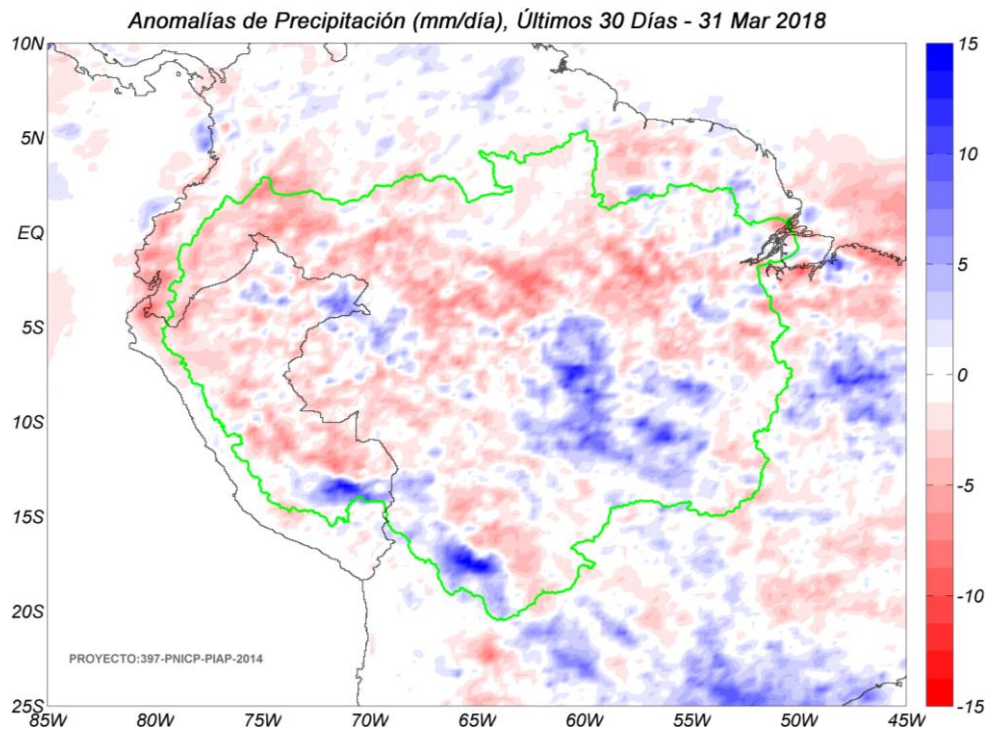 Anomalías de Precipitación (mm/día), Últimos 30 Días - 31 Mar 2018
10N
5N
EQ
5S
10S
15S
20S
25S
85W 80W 75W 70W 65W 60W 55W 50W 45W
15
10
5
0
-5
-10
-15
PROYECTO:397-PNICP-PIAP-2014